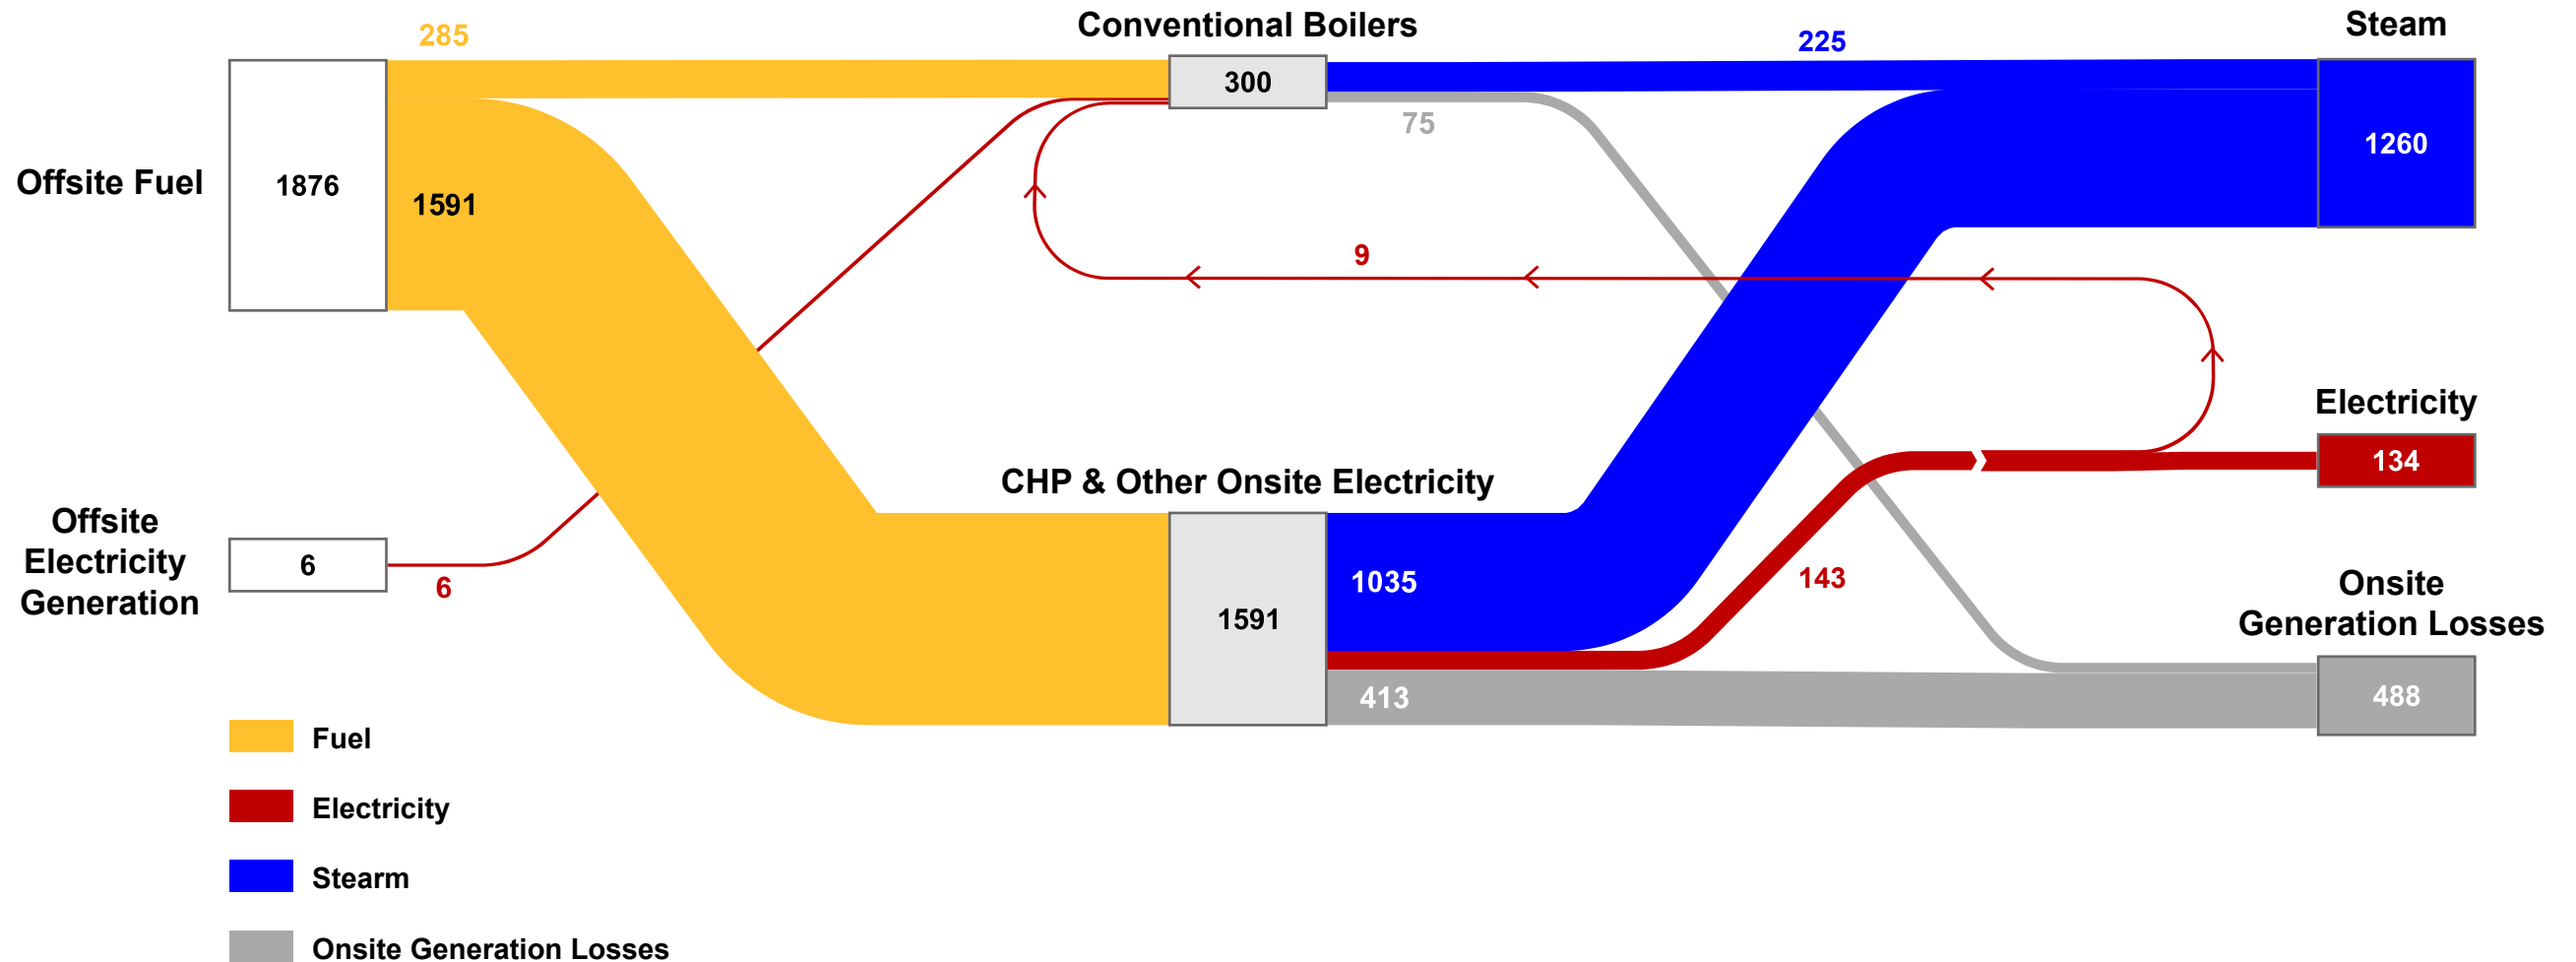 285
Conventional Boilers
225
Steam
300
75
1260
Offsite Fuel
1876
1591
9
Electricity
134
CHP & Other Onsite Electricity
Offsite
Electricity
Generation
6
6
1591
1035
143
413
Onsite
Generation Losses
488
Fuel
Electricity
Stearm
Onsite Generation Losses